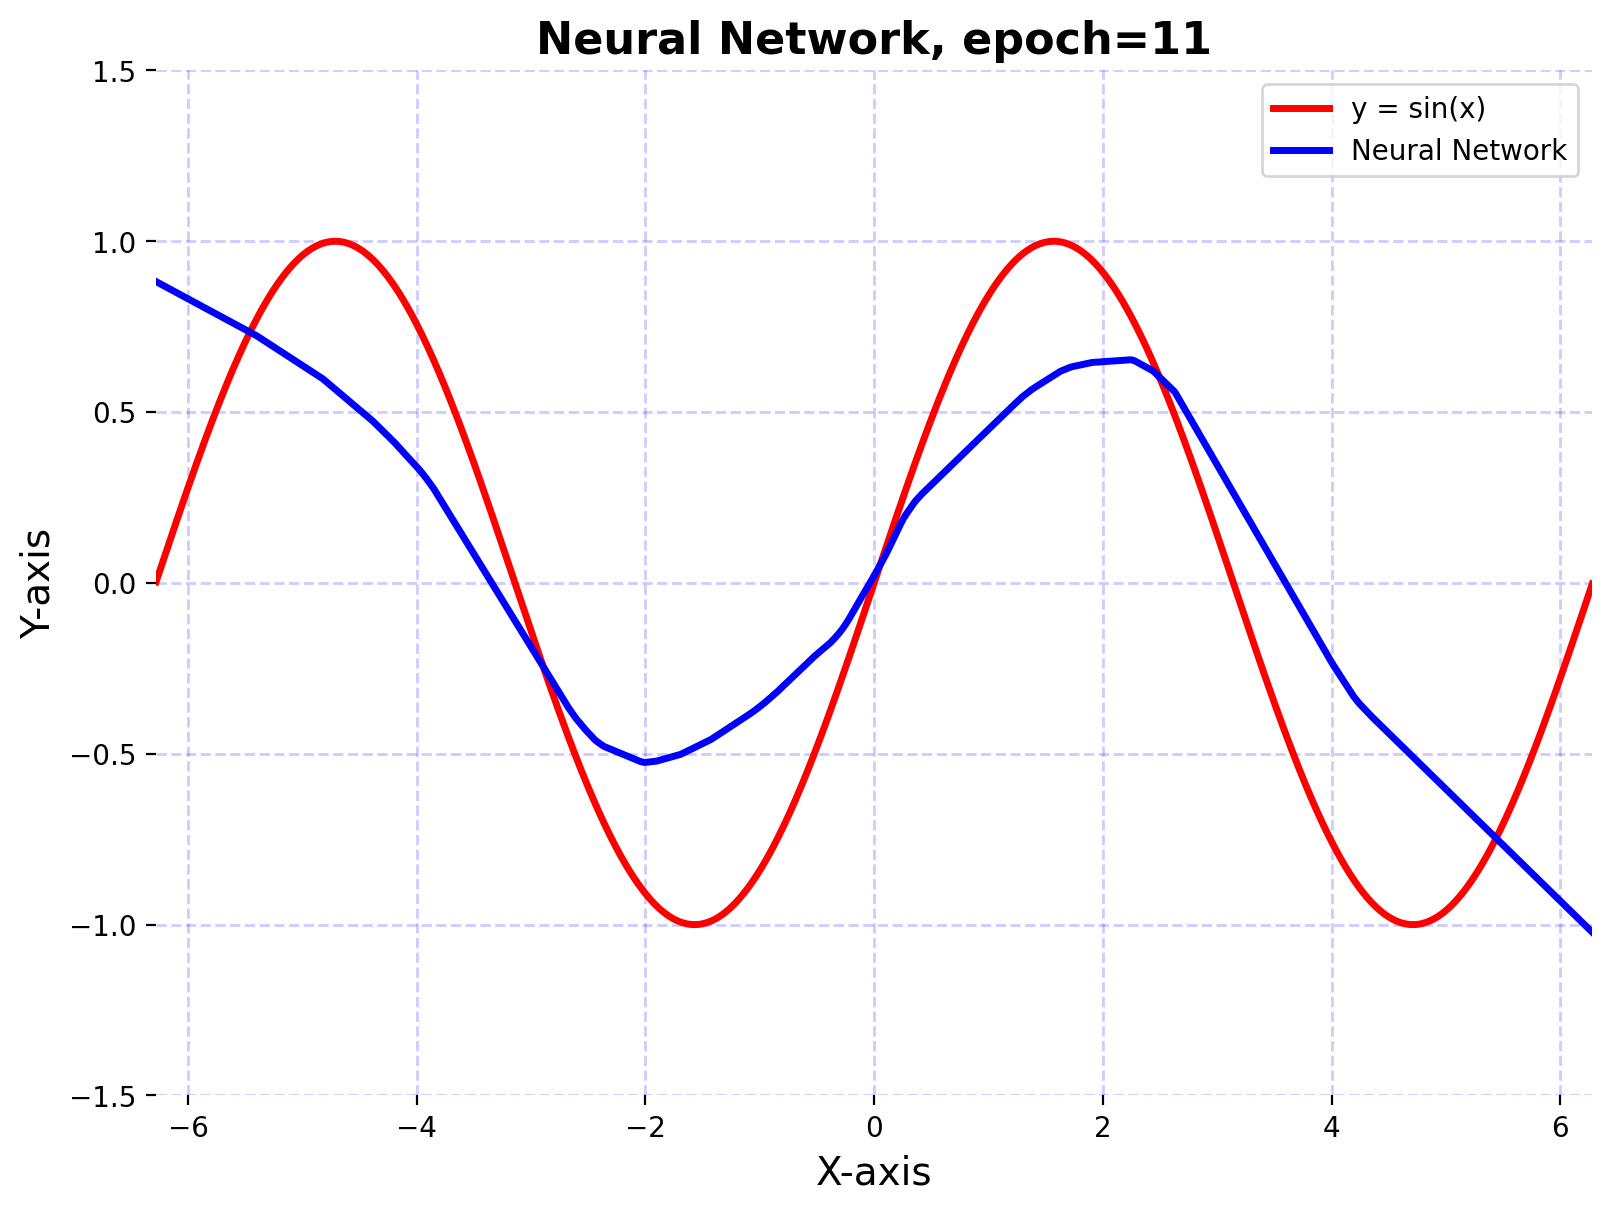 Neural Network, epoch=11
1.5
1.0
0.5
0.0
−0.5
−1.0
−1.5
Y-axis
y = sin(x)
Neural Network
−6 −4 −2 0 2 4 6
X-axis